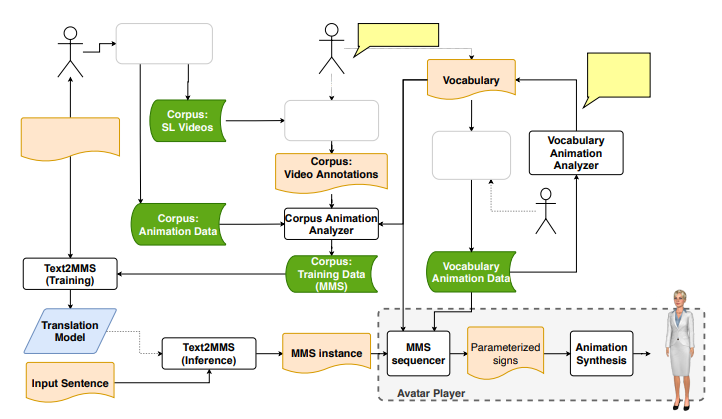 Vocabulary
Corpus:
SL Videos
Vocabulary
Animation
Analyzer
Corpus:
Video Annotations
Corpus:
Animation Data
Corpus Animation
Analyzer
Text2MMS
(Training)
Corpus:
Training Data
(MMS)
Vocabulary
Animation Data
Translation
Model
Text2MMS
(Inference)
MMS instance
MMS
sequencer
Parameterized
signs
Animation
Synthesis
Input Sentence
Avatar Player